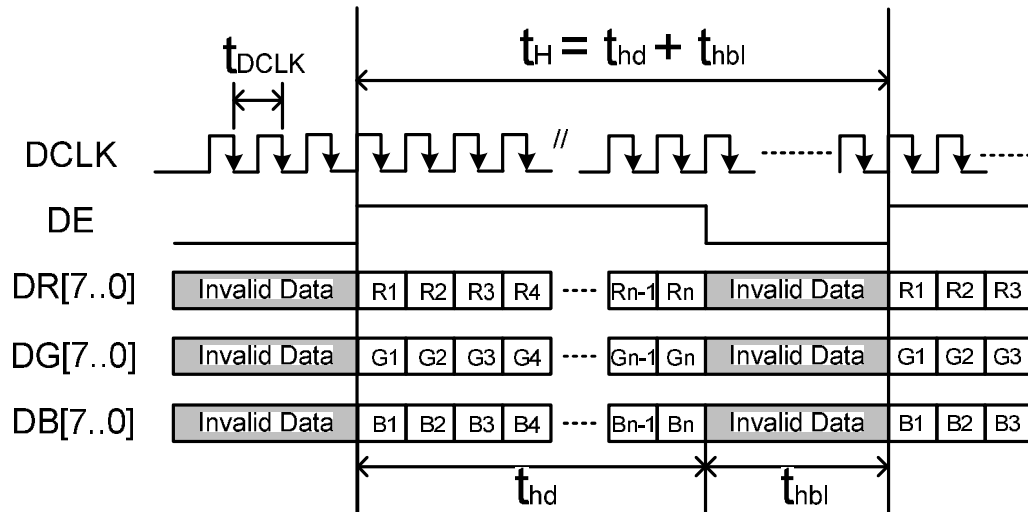 tH = thd + thbl
tDCLK
DCLK //
DE
DR[7..0] Invalid Data R1 R2 R3 R4 Rn-1 Rn Invalid Data R1 R2 R3
DG[7..0] Invalid Data G1 G2 G3 G4 Gn-1 Gn Invalid Data G1 G2 G3
DB[7..0] Invalid Data B1 B2 B3 B4 Bn-1 Bn Invalid Data B1 B2 B3
thd thbl